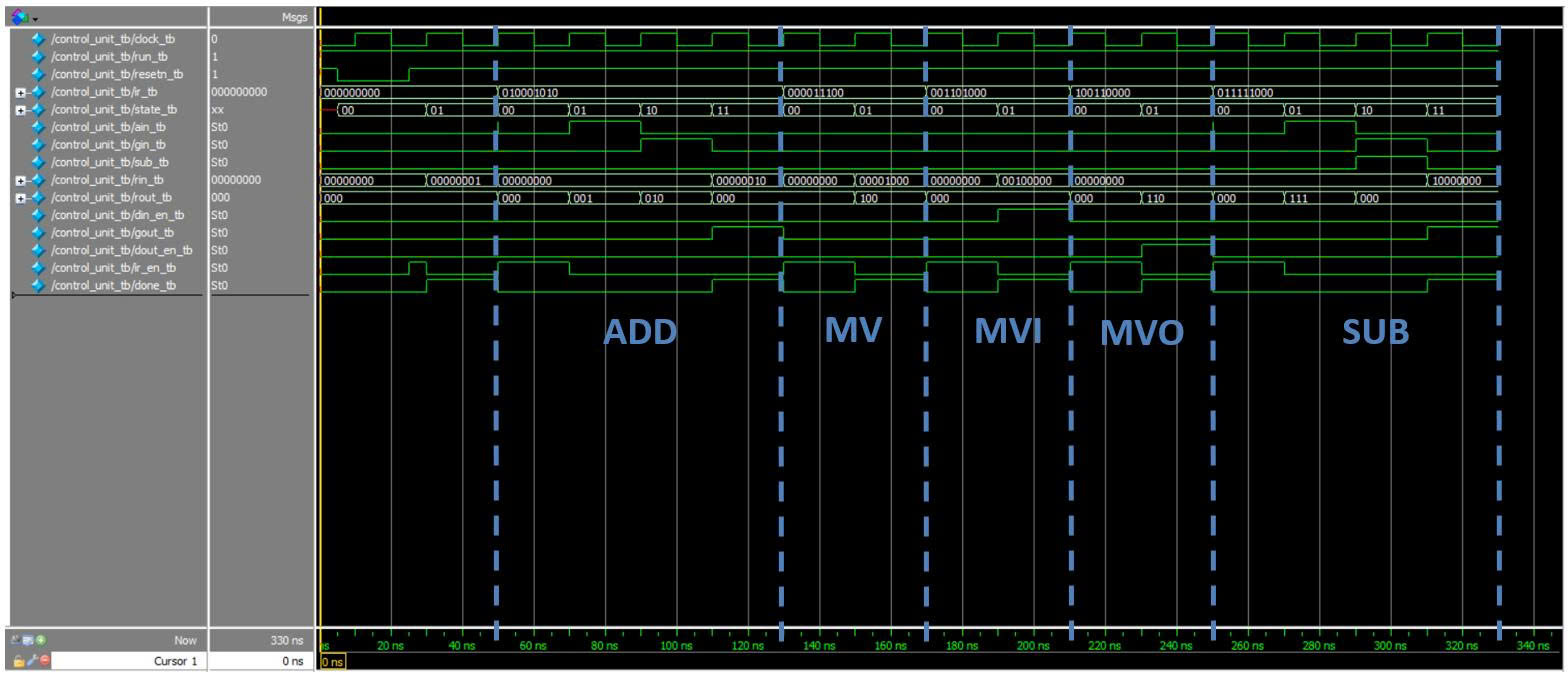 Msgs
/control_unit_tb/clock_tb 0
/control_unit_tb/run_tb 1
/control_unit_tb/resetn_tb 1
/control_unit_tb/ir_tb 000000000 000000000 010001010 000011100 001101000 100110000 011111000
/control_unit_tb/state_tb xx 00 01 00 01 10 11 00 01 00 01 00 01 00 01 10 11
/control_unit_tb/ain_tb St0
/control_unit_tb/gin_tb St0
/control_unit_tb/sub_tb St0
/control_unit_tb/rin_tb 00000000 00000000 00000001 00000000 00000010 00000000 00001000 00000000 00100000 00000000 10000000
/control_unit_tb/rout_tb 000 000 000 001 010 000 100 000 000 110 000 111 000
/control_unit_tb/din_en_tb St0
/control_unit_tb/gout_tb St0
/control_unit_tb/dout_en_tb St0
/control_unit_tb/ir_en_tb St0
/control_unit_tb/done_tb St0
ADD MV MVI MVO SUB
Now 330 ns 20 ns 40 ns 60 ns 80 ns 100 ns 120 ns 140 ns 160 ns 180 ns 200 ns 220 ns 240 ns 260 ns 280 ns 300 ns 320 ns 340 ns
Cursor 1 0 ns 0 ns